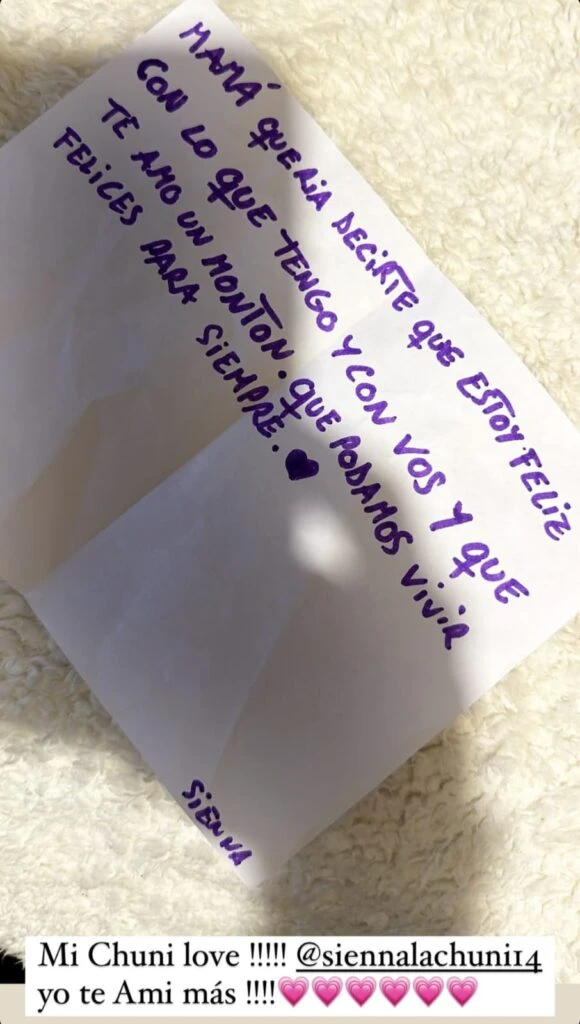 MAMÁ QUERIA DECIRTE QUE ESTOY FELIZ
CON LO QUE TENGO Y CON VOS Y QUE
TE AMO UN MONTON. QUE PODAMOS VIVIR
FELICES PARA SIEMPRE. ♥
SIENNA
Mi Chuni love !!!!! @siennalachuni14
yo te Ami más !!!!💗💗💗💗💗💗